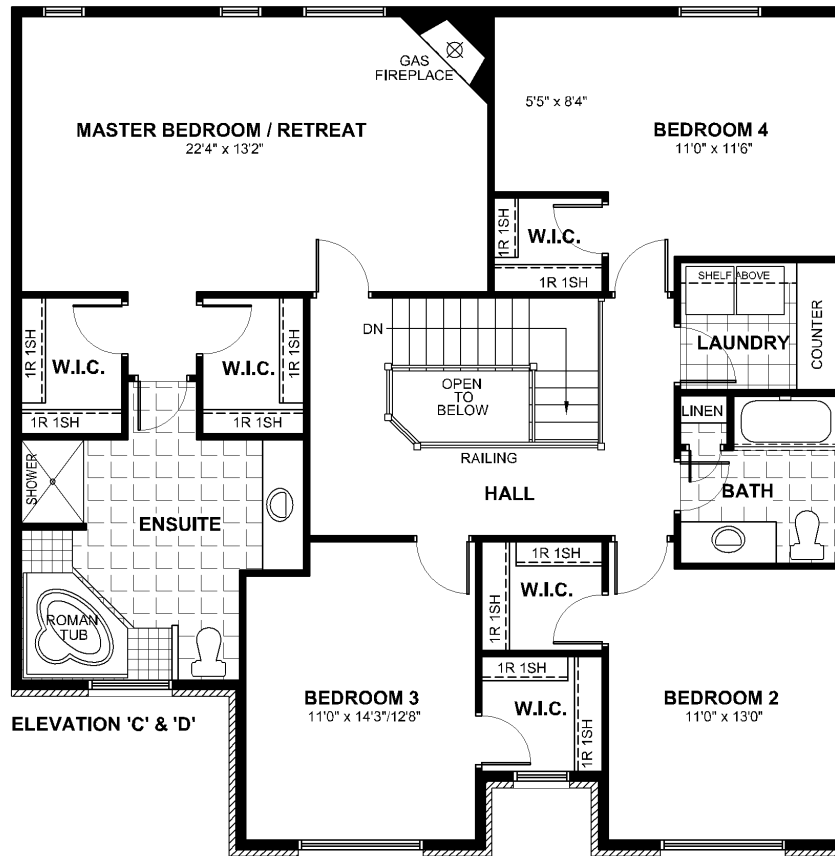 GAS
FIREPLACE
5'5" x 8'4"
MASTER BEDROOM / RETREAT
22'4" x 13'2"
BEDROOM 4
11'0" x 11'6"
1R 1SH
W.I.C.
1R 1SH
SHELF ABOVE
LAUNDRY
COUNTER
1R 1SH
W.I.C.
1R 1SH
W.I.C.
1R 1SH
1R 1SH
DN
OPEN
TO
BELOW
RAILING
HALL
LINEN
BATH
SHOWER
ENSUITE
ROMAN
TUB
1R 1SH
W.I.C.
1R 1SH
1R 1SH
W.I.C.
1R 1SH
BEDROOM 3
11'0" x 14'3"/12'8"
BEDROOM 2
11'0" x 13'0"
ELEVATION 'C' & 'D'